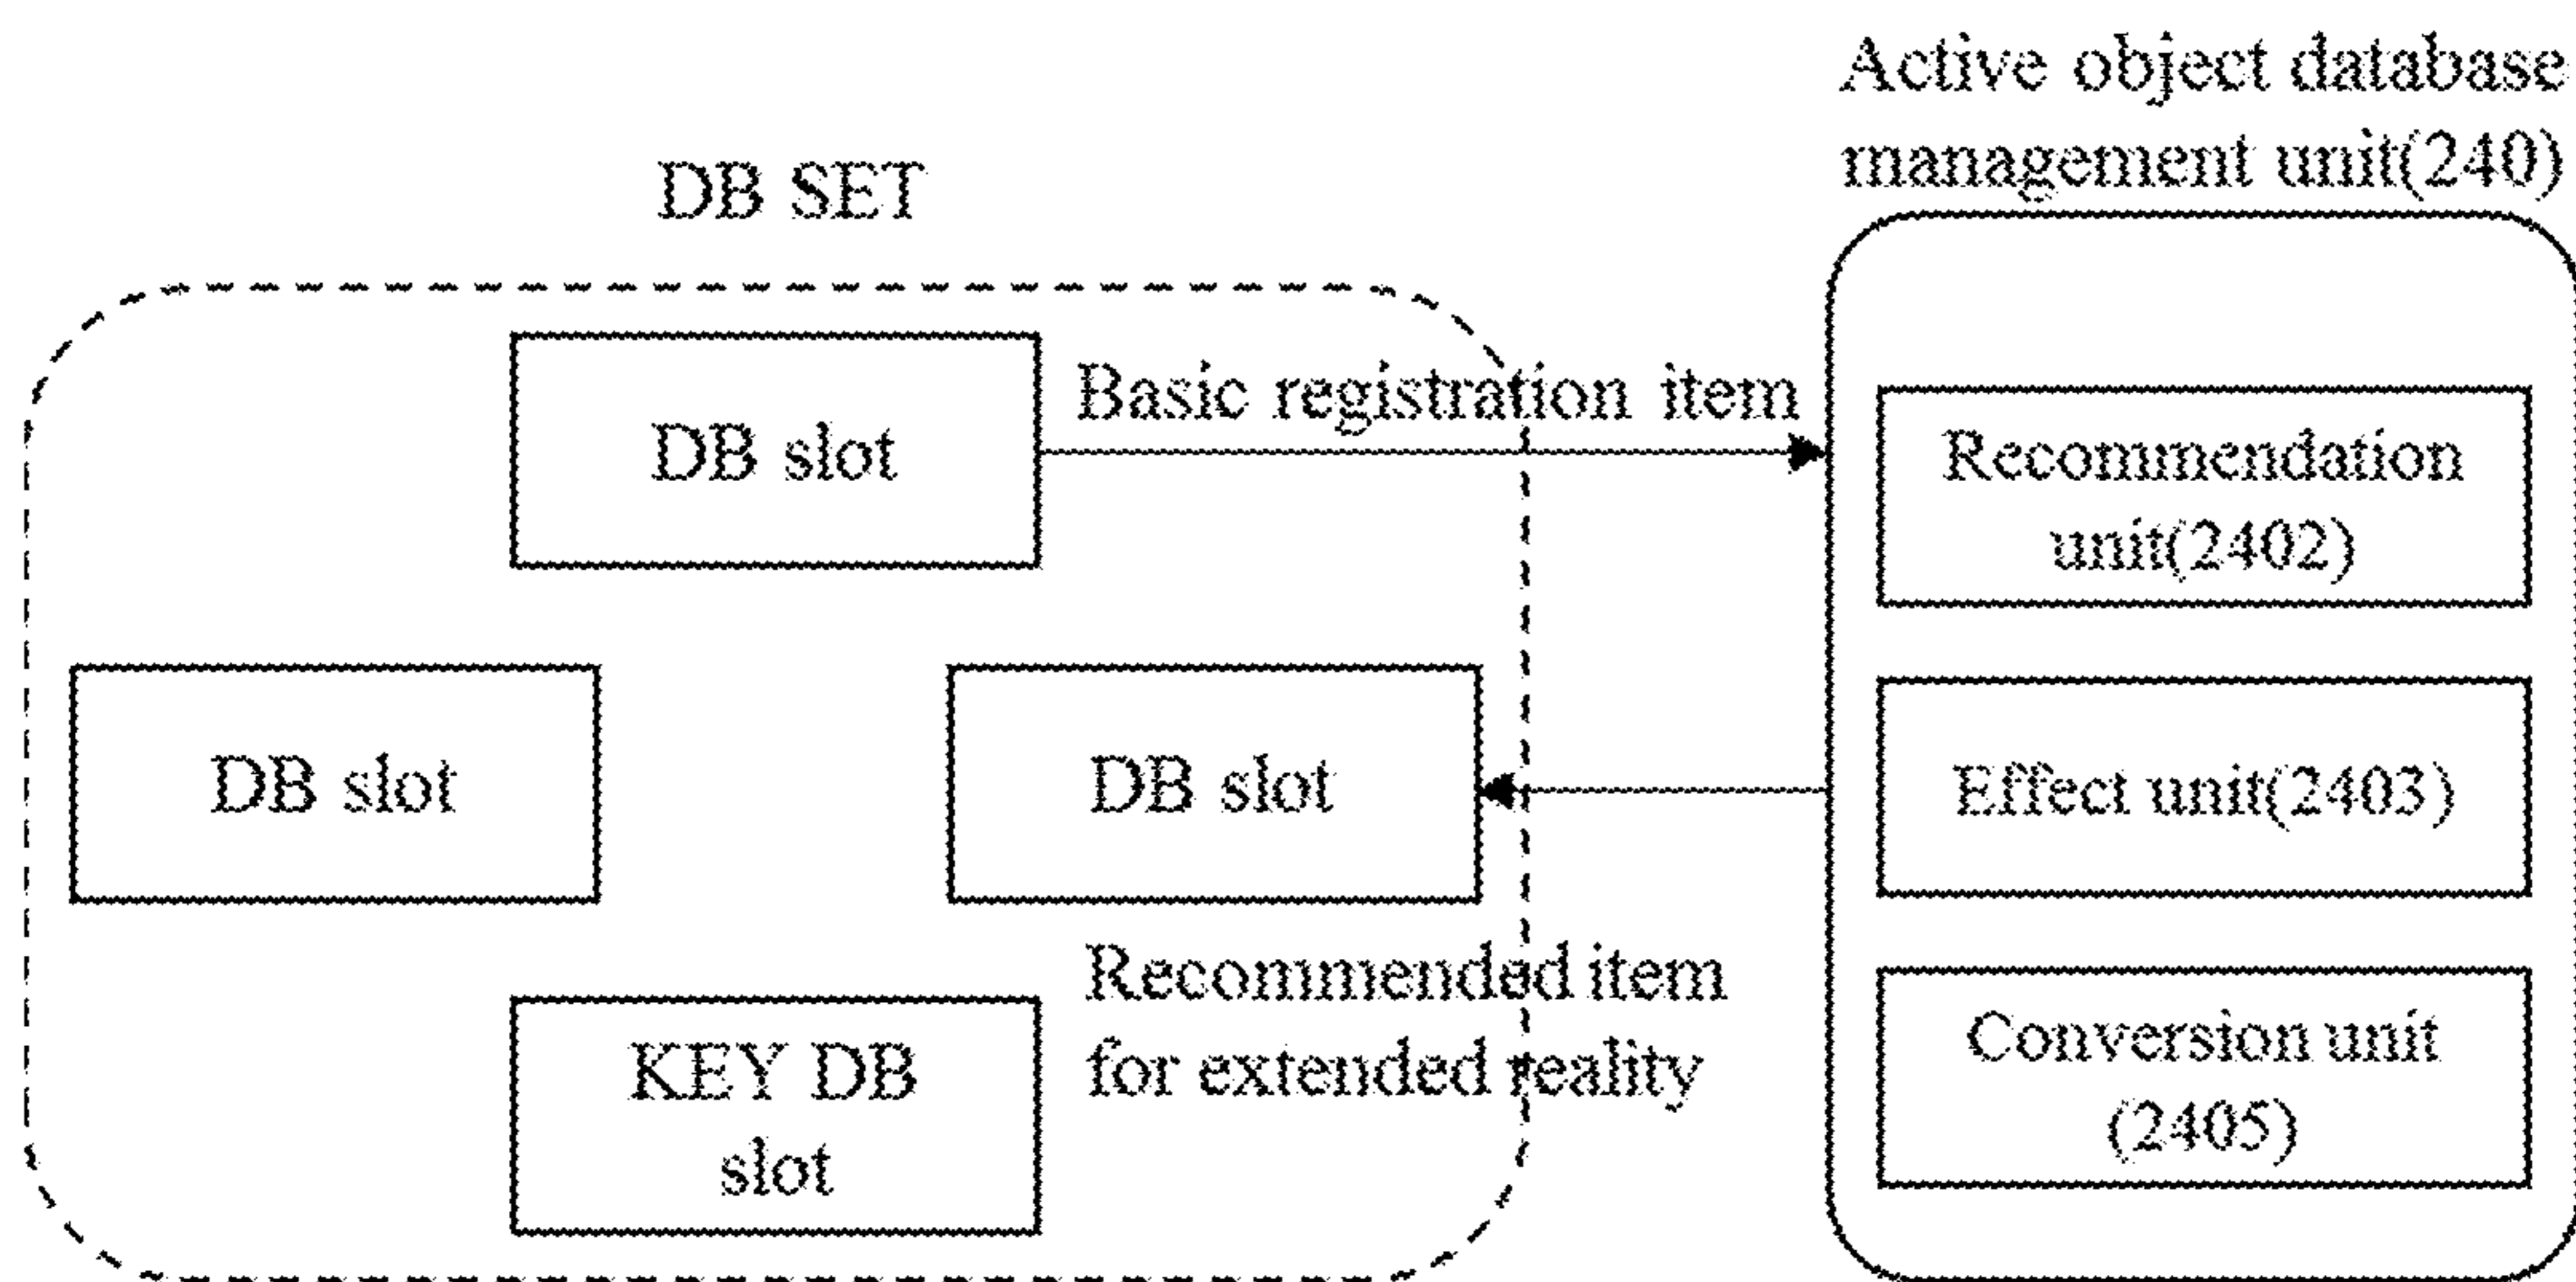 Active object database
management unit(240)
DB SET
DB slot
Basic registration item
Recommendation
unit(2402)
DB slot
DB slot
Effect unit(2403)
Recommended item
for extended reality
KEY DB
slot
Conversion unit
(2405)